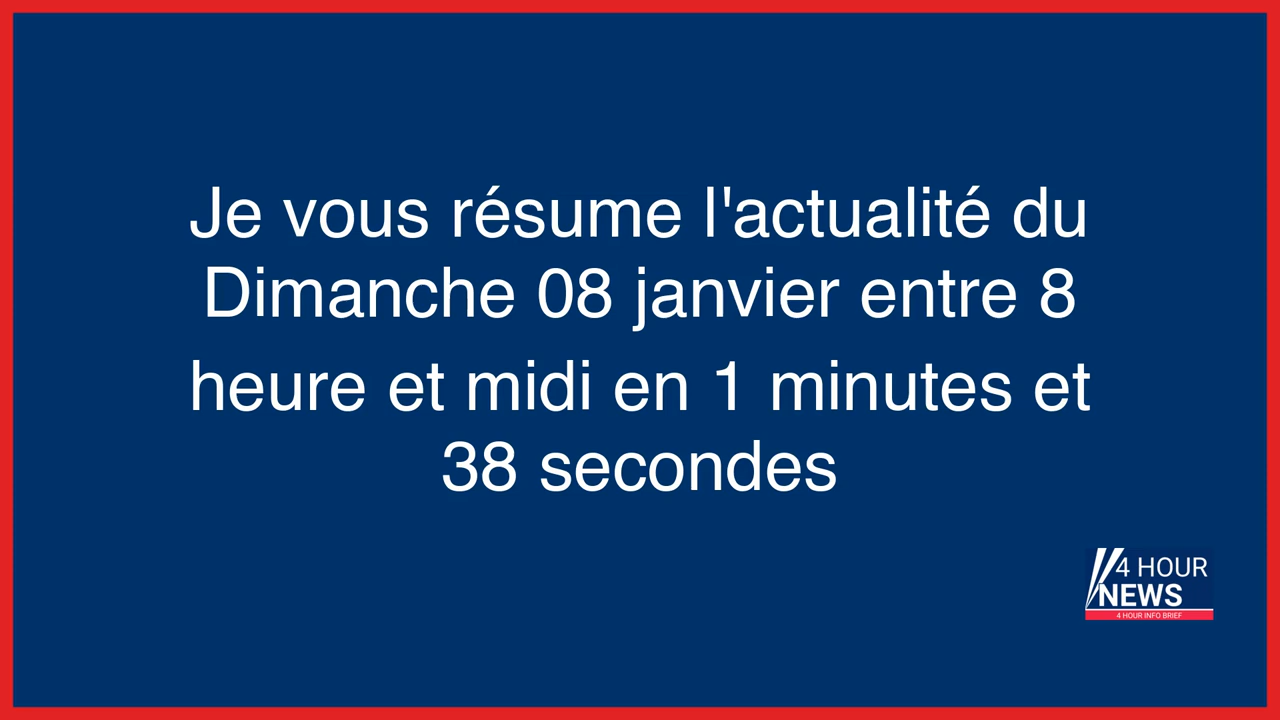 Je vous résume l'actualité du
Dimanche 08 janvier entre 8
heure et midi en 1 minutes et
38 secondes
4 HOUR
NEWS
4 HOUR INFO BRIEF